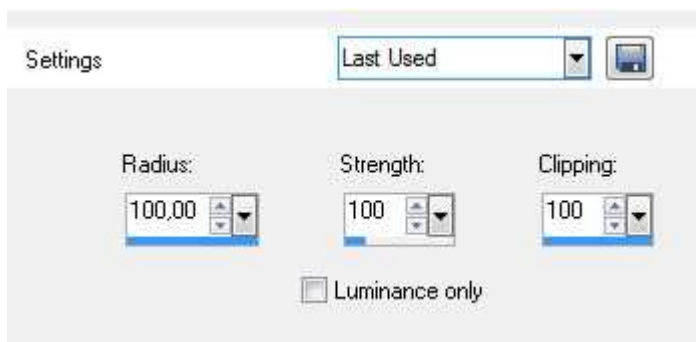 Settings Last Used
Radius: Strength: Clipping:
100,00 100 100
Luminance only